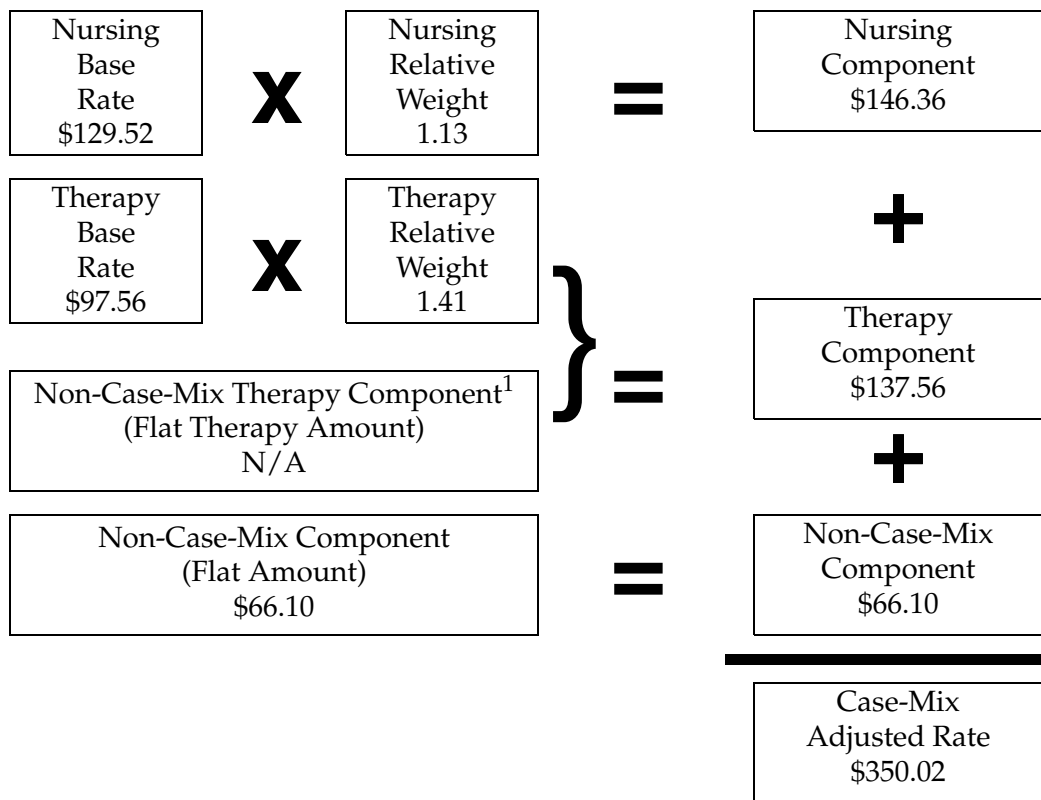 Nursing
Base
Rate
$129.52
x
Nursing
Relative
Weight
1.13
=
Nursing
Component
$146.36
Therapy
Base
Rate
$97.56
x
Therapy
Relative
Weight
1.41
+
Non-Case-Mix Therapy Component1
(Flat Therapy Amount)
N/A
}
=
Therapy
Component
$137.56
+
Non-Case-Mix Component
(Flat Amount)
$66.10
=
Non-Case-Mix
Component
$66.10
Case-Mix
Adjusted Rate
$350.02